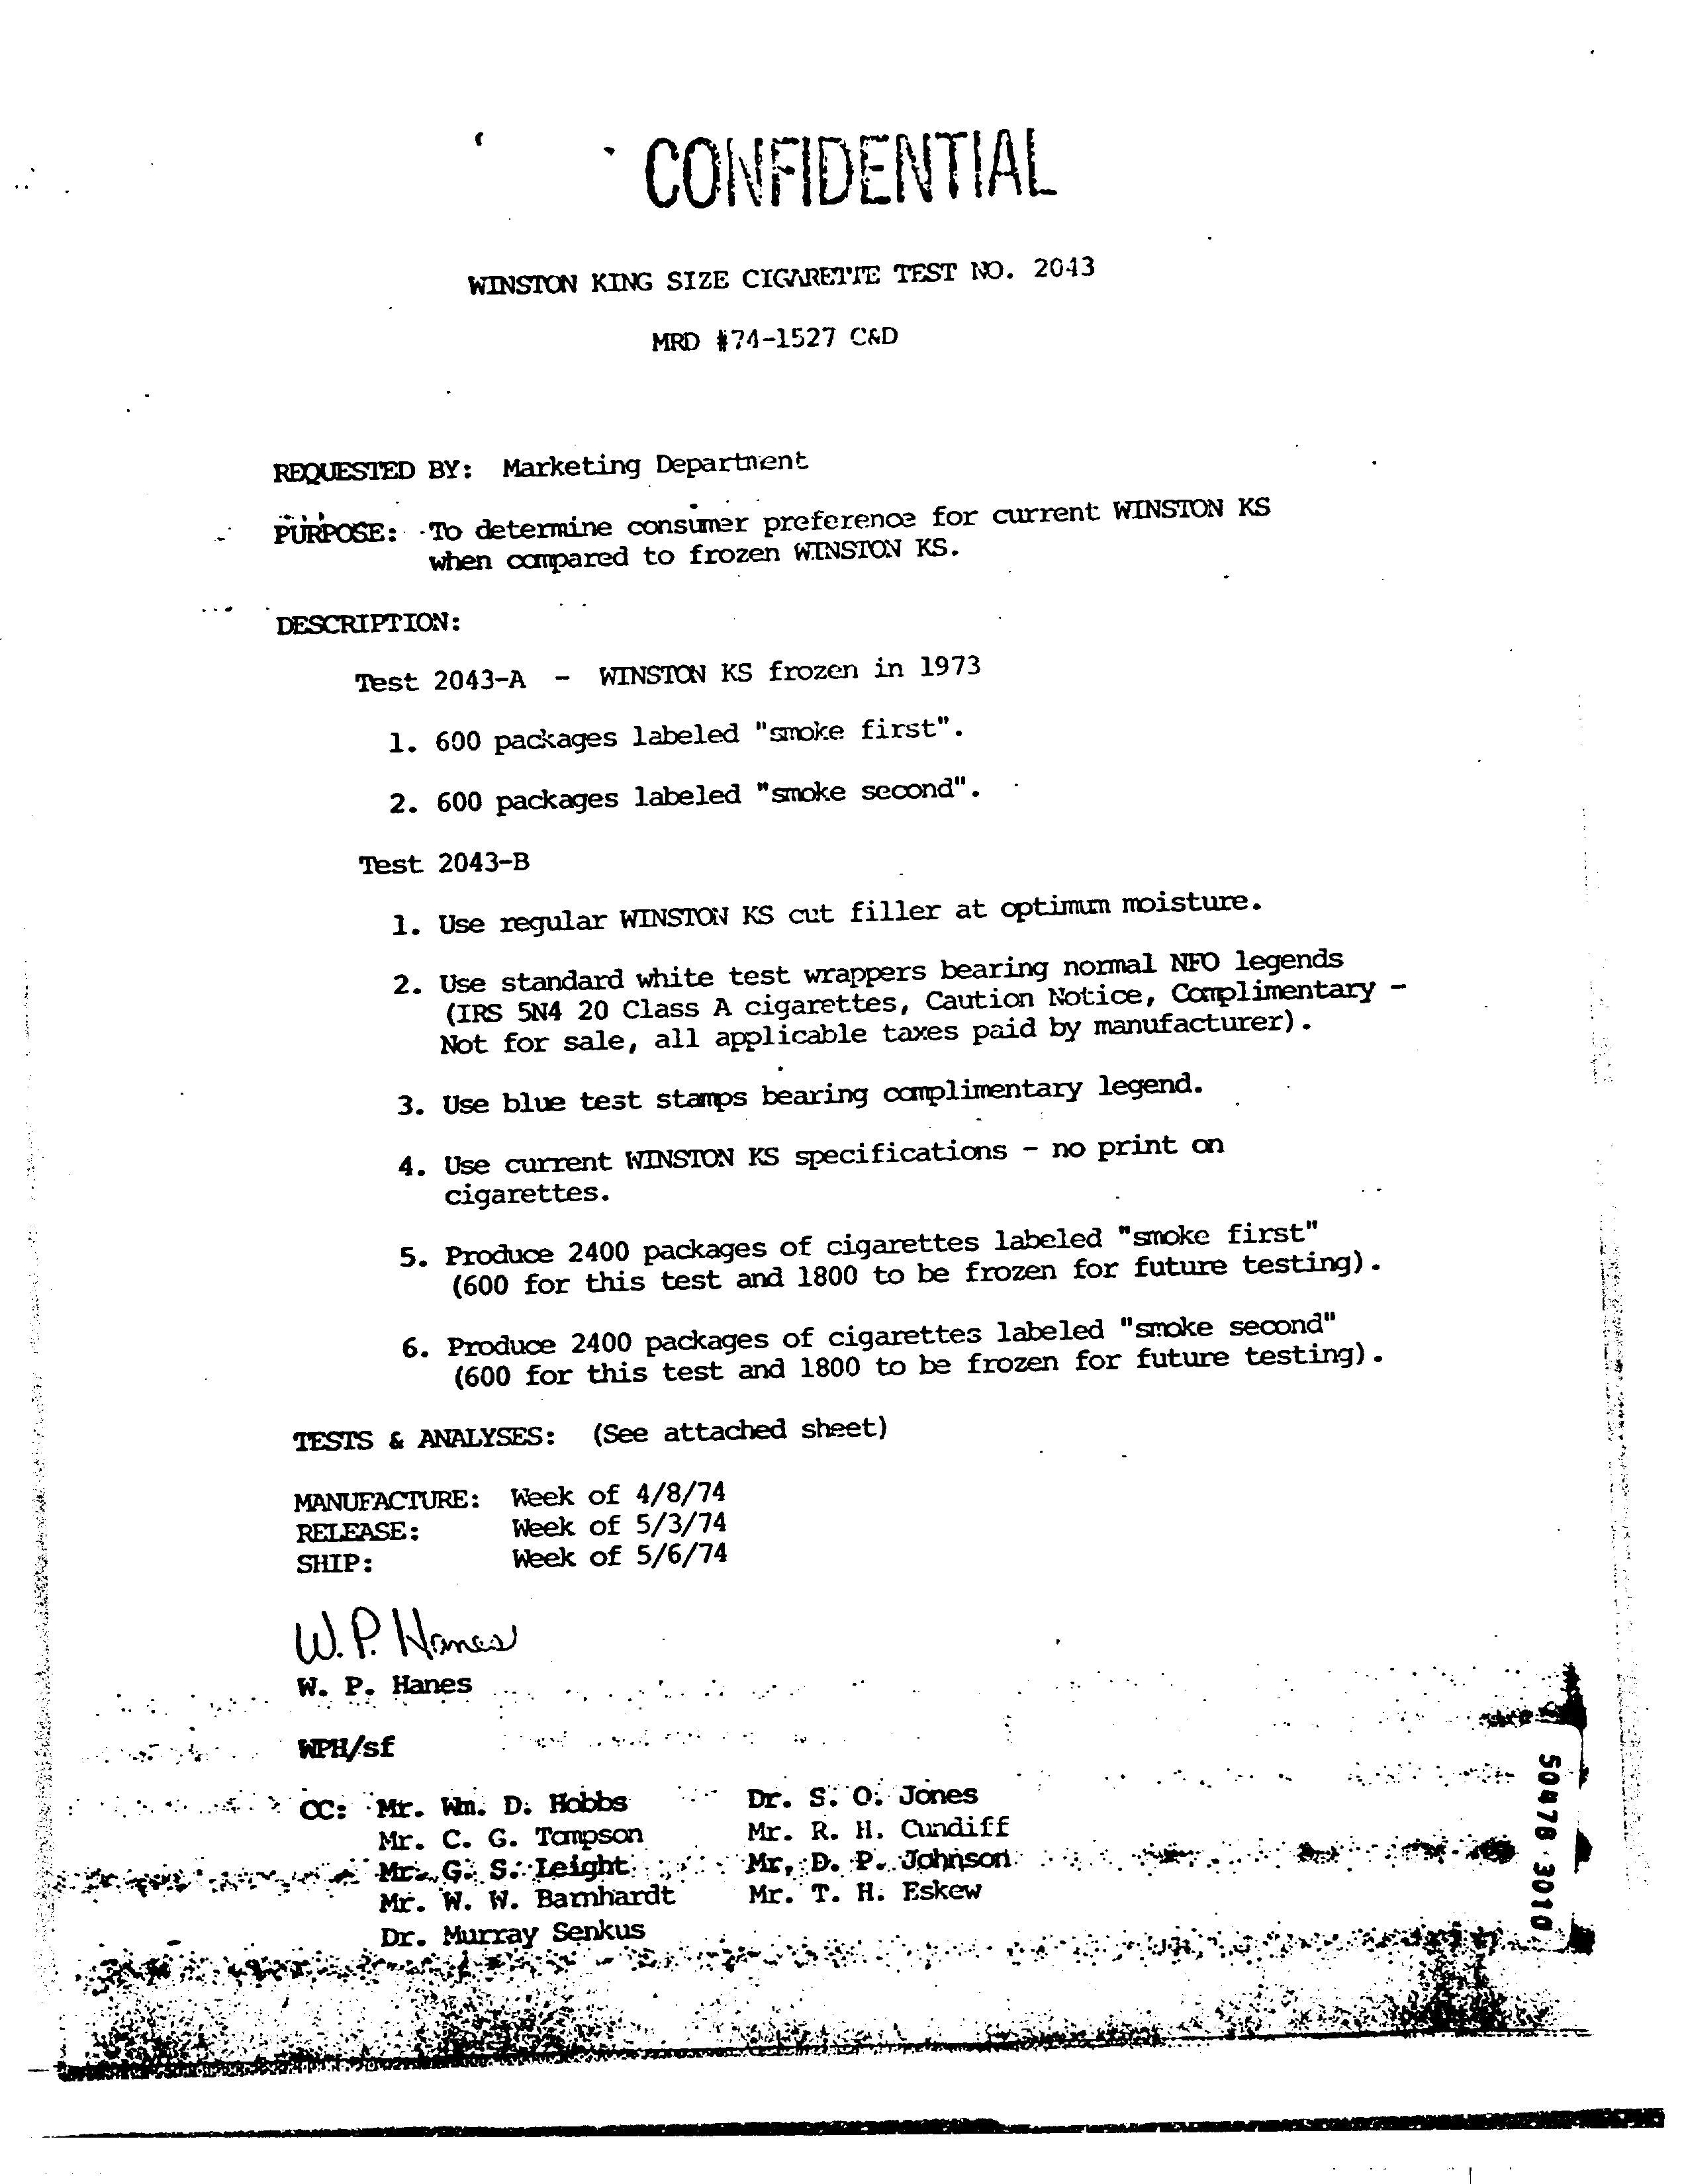 CONFIDENTIAL
WINSTON KING SIZE CIGARETTE TEST NO. 2043
MRD #74-1527 C&D
REQUESTED BY: Marketing Department
PURPOSE: To determine consumer preference for current WINSTON KS
when compared to frozen WINSTON KS.
DESCRIPTION:
Test 2043-A - WINSTON KS frozen in 1973
1. 600 packages labeled "smoke first".
2. 600 packages labeled "smoke second".
Test 2043-B
1. Use regular WINSTON KS cut filler at optimum moisture.
2. Use standard white test wrappers bearing normal NFO legends
(IRS 5N4 20 Class A cigarettes, Caution Notice, Complimentary -
Not for sale, all applicable taxes paid by manufacturer).
3. Use blue test stamps bearing complimentary legend.
4. Use current WINSTON KS specifications - no print on
cigarettes.
5. Produce 2400 packages of cigarettes labeled "smoke first"
(600 for this test and 1800 to be frozen for future testing).
6. Produce 2400 packages of cigarettes labeled "smoke second"
(600 for this test and 1800 to be frozen for future testing).
TESTS & ANALYSES: (See attached sheet)
MANUFACTURE: Week of 4/8/74
RELEASE: Week of 5/3/74
SHIP: Week of 5/6/74
W. P. Hanes
W. P. Hanes
WPH/sf
CC: Mr. Wm. D. Hobbs Dr. S. O. Jones
Mr. C. G. Tompson Mr. R. H. Cundiff
Mr. G. S. Leight Mr. D. P. Johnson
Mr. W. W. Barnhardt Mr. T. H. Eskew
Dr. Murray Senkus
50478 3010